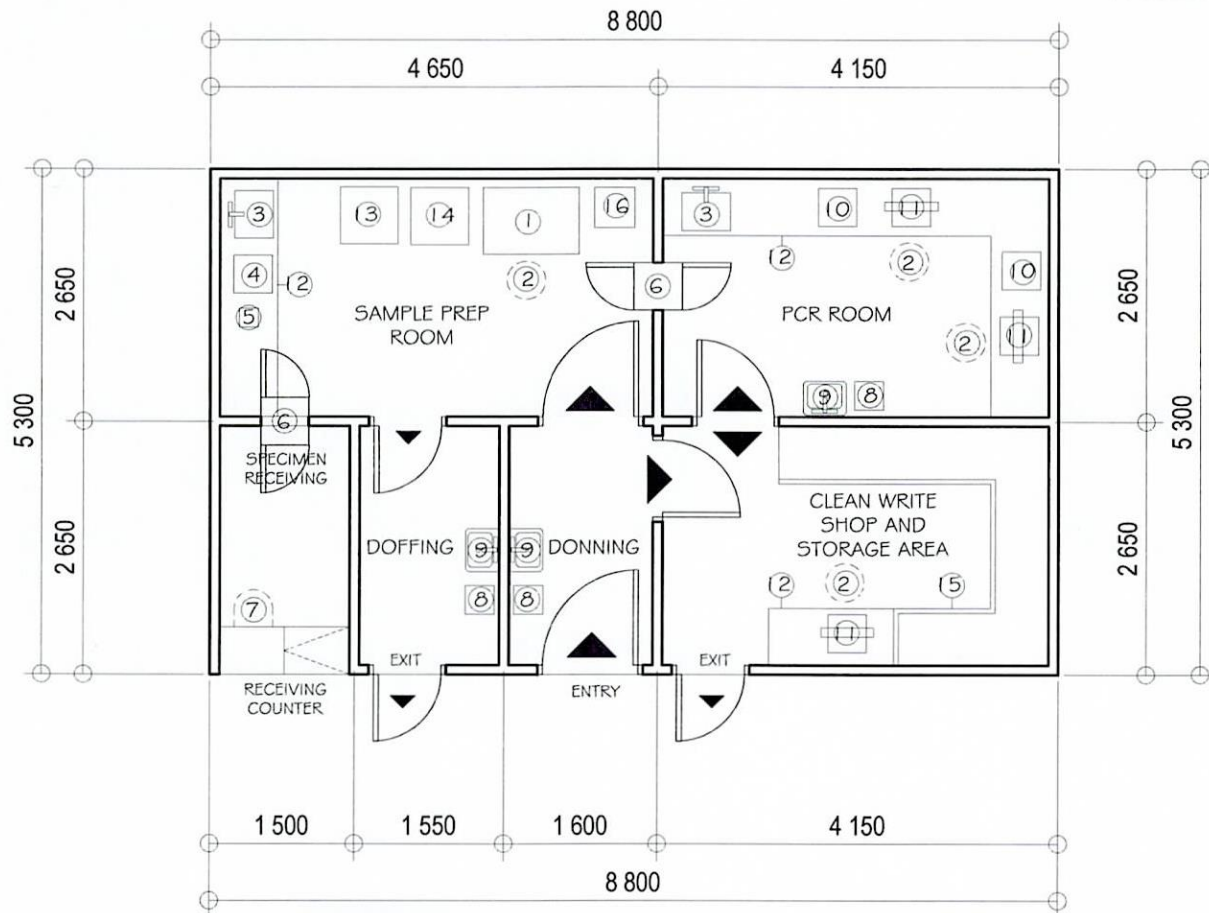 8 800
4 650
4 150
3
13
14
1
16
3
10
11
4
12
2
6
12
2
10
5
SAMPLE PREP
ROOM
PCR ROOM
2
11
2 650
2 650
5 300
5 300
9
8
6
SPECIMEN
RECEIVING
DOFFING
9
9
DONNING
CLEAN WRITE
SHOP AND
STORAGE AREA
2 650
2 650
7
8
8
12
2
15
11
EXIT
ENTRY
EXIT
RECEIVING
COUNTER
1 500
1 550
1 600
4 150
8 800